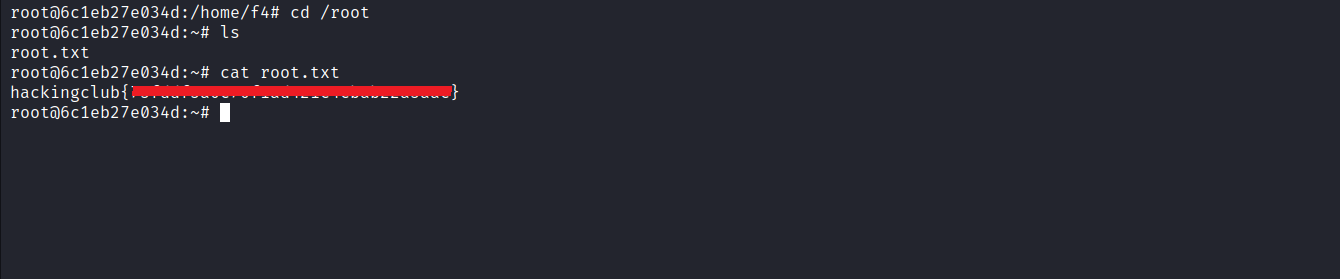 root@6c1eb27e034d:/home/f4# cd /root
root@6c1eb27e034d:~# ls
root.txt
root@6c1eb27e034d:~# cat root.txt
hackingclub{}
root@6c1eb27e034d:~#